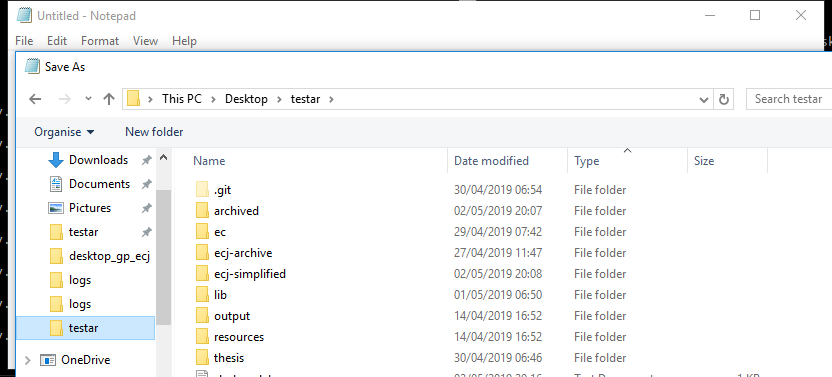 Untitled - Notepad
File Edit Format View Help
Save As
This PC Desktop testar
Search testar
Organise New folder
Downloads
Documents
Pictures
testar
desktop_gp_ecj
logs
logs
testar
OneDrive
Name Date modified Type Size
.git 30/04/2019 06:54 File folder
archived 02/05/2019 20:07 File folder
ec 29/04/2019 07:42 File folder
ecj-archive 27/04/2019 11:47 File folder
ecj-simplified 02/05/2019 20:08 File folder
lib 01/05/2019 06:50 File folder
output 14/04/2019 16:52 File folder
resources 14/04/2019 16:52 File folder
thesis 30/04/2019 06:46 File folder